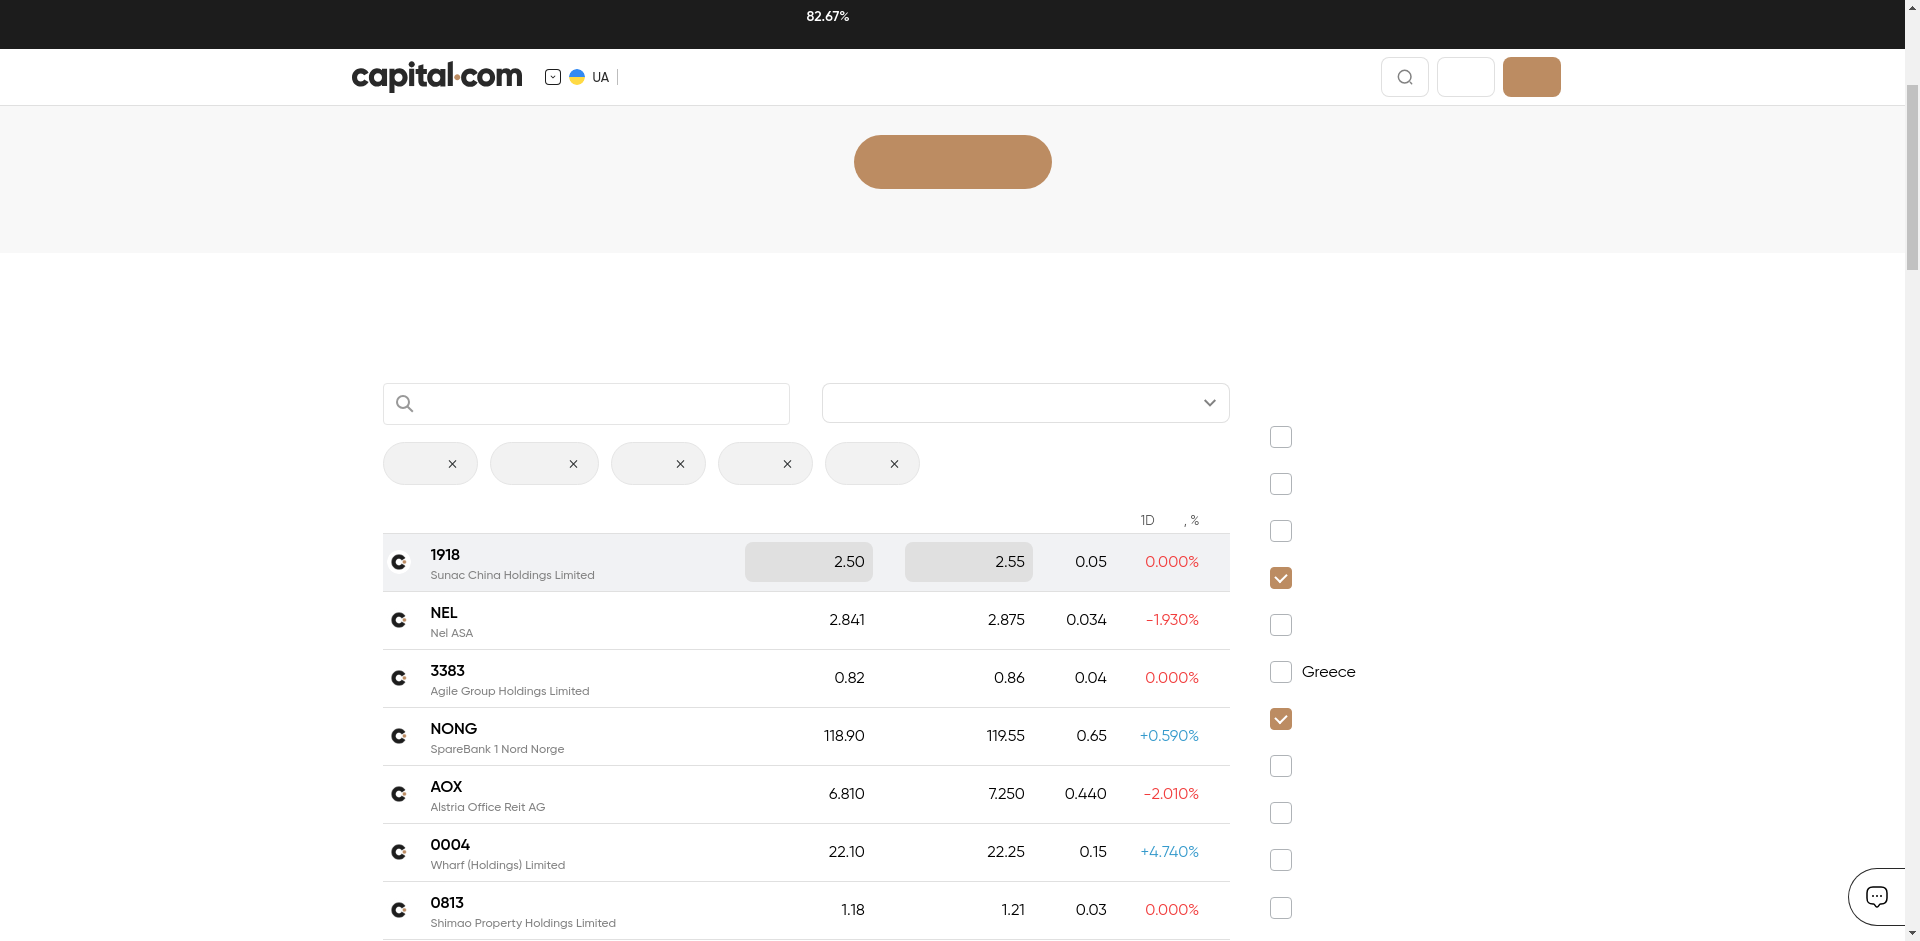 82.67%
capital.com
UA
1D , %
1918
Sunac China Holdings Limited
2.50 2.55 0.05 0.000%
NEL
Nel ASA
2.841 2.875 0.034 -1.930%
3383
Agile Group Holdings Limited
0.82 0.86 0.04 0.000%
NONG
SpareBank 1 Nord Norge
118.90 119.55 0.65 +0.590%
AOX
Alstria Office Reit AG
6.810 7.250 0.440 -2.010%
0004
Wharf (Holdings) Limited
22.10 22.25 0.15 +4.740%
0813
Shimao Property Holdings Limited
1.18 1.21 0.03 0.000%
Greece